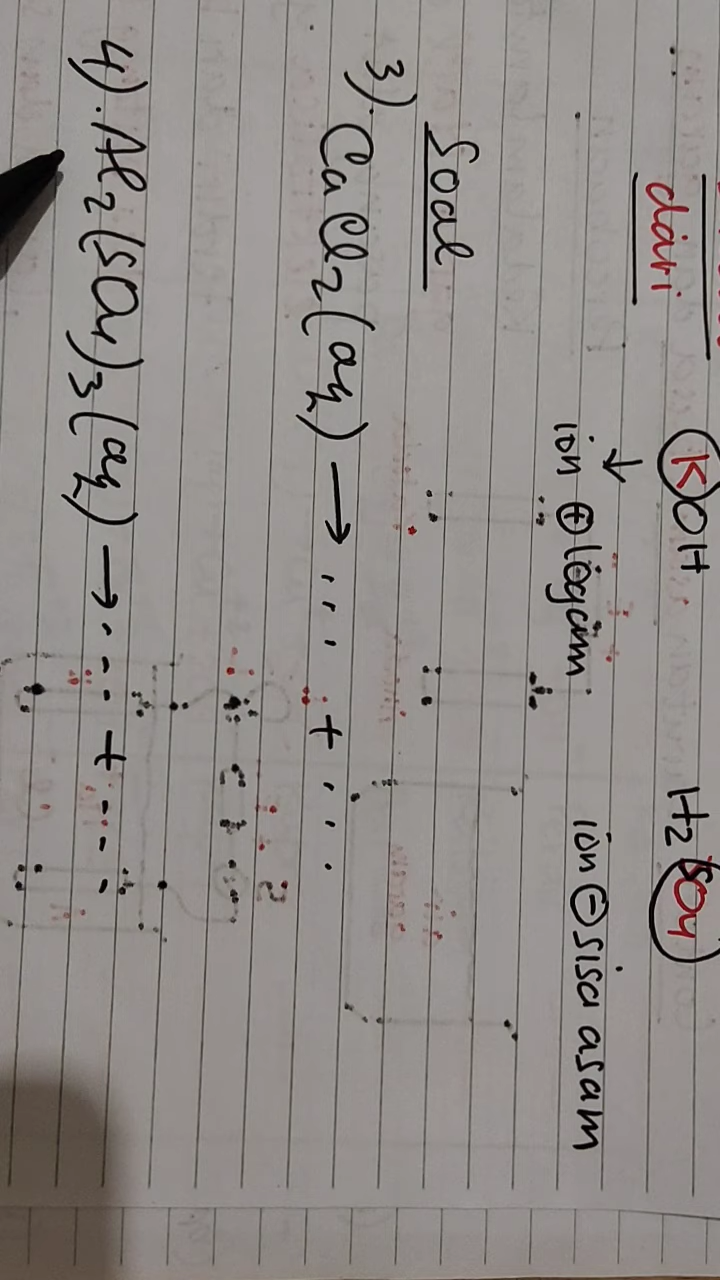 dari
KOH H2SO4
↓
ion ⊕ logam ion ⊖ sisa asam
Soal
3). CaCl2(aq) → ... + ...
4). Al2(SO4)3(aq) → ... + ...